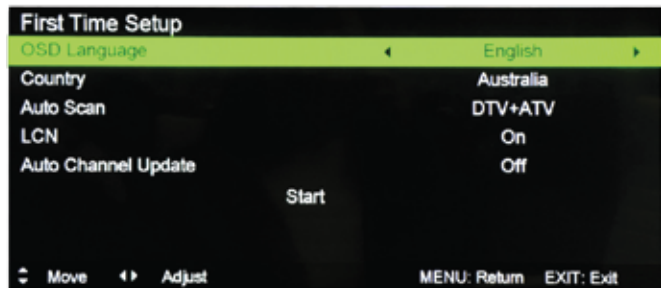 First Time Setup
OSD Language English
Country Australia
Auto Scan DTV+ATV
LCN On
Auto Channel Update Off
Start
Move Adjust MENU: Return EXIT: Exit